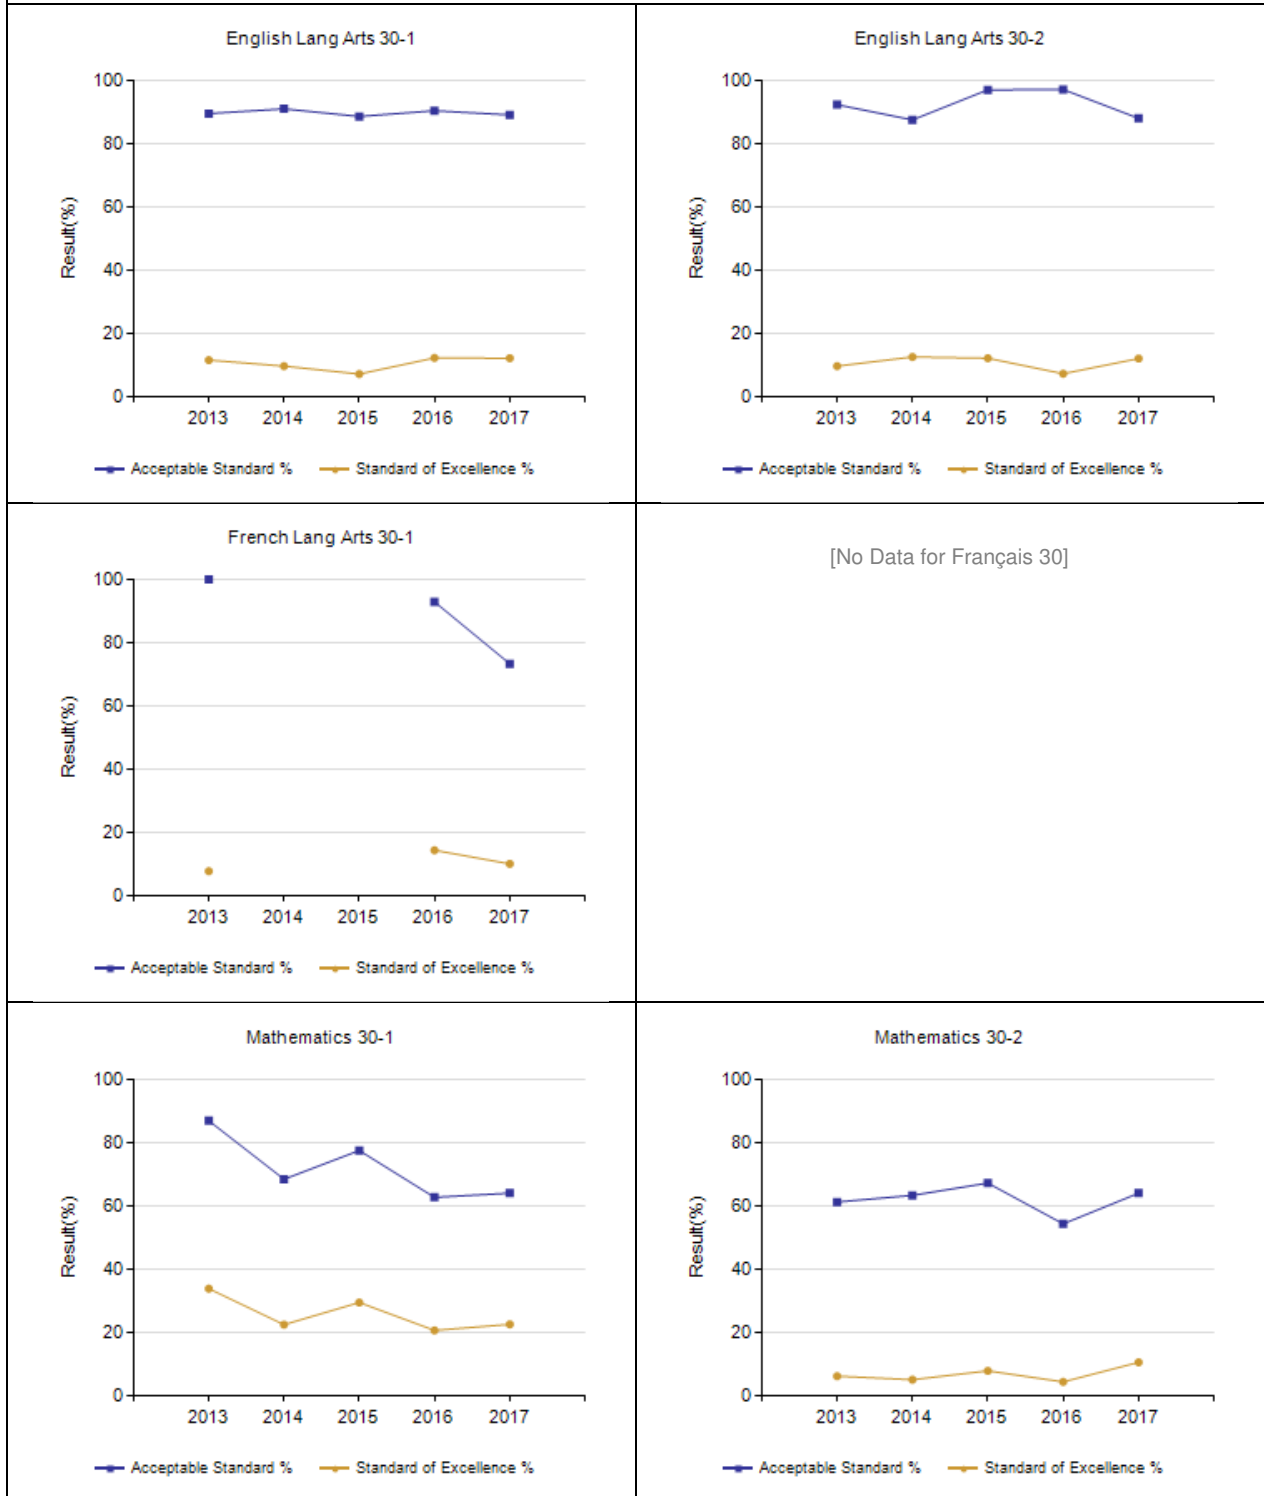 English Lang Arts 30-1
100
80
60
40
20
0
Result(%)
2013 2014 2015 2016 2017
Acceptable Standard % Standard of Excellence %
English Lang Arts 30-2
100
80
60
40
20
0
Result(%)
2013 2014 2015 2016 2017
Acceptable Standard % Standard of Excellence %
French Lang Arts 30-1
100
80
60
40
20
0
Result(%)
2013 2014 2015 2016 2017
Acceptable Standard % Standard of Excellence %
[No Data for Français 30]
Mathematics 30-1
100
80
60
40
20
0
Result(%)
2013 2014 2015 2016 2017
Acceptable Standard % Standard of Excellence %
Mathematics 30-2
100
80
60
40
20
0
Result(%)
2013 2014 2015 2016 2017
Acceptable Standard % Standard of Excellence %